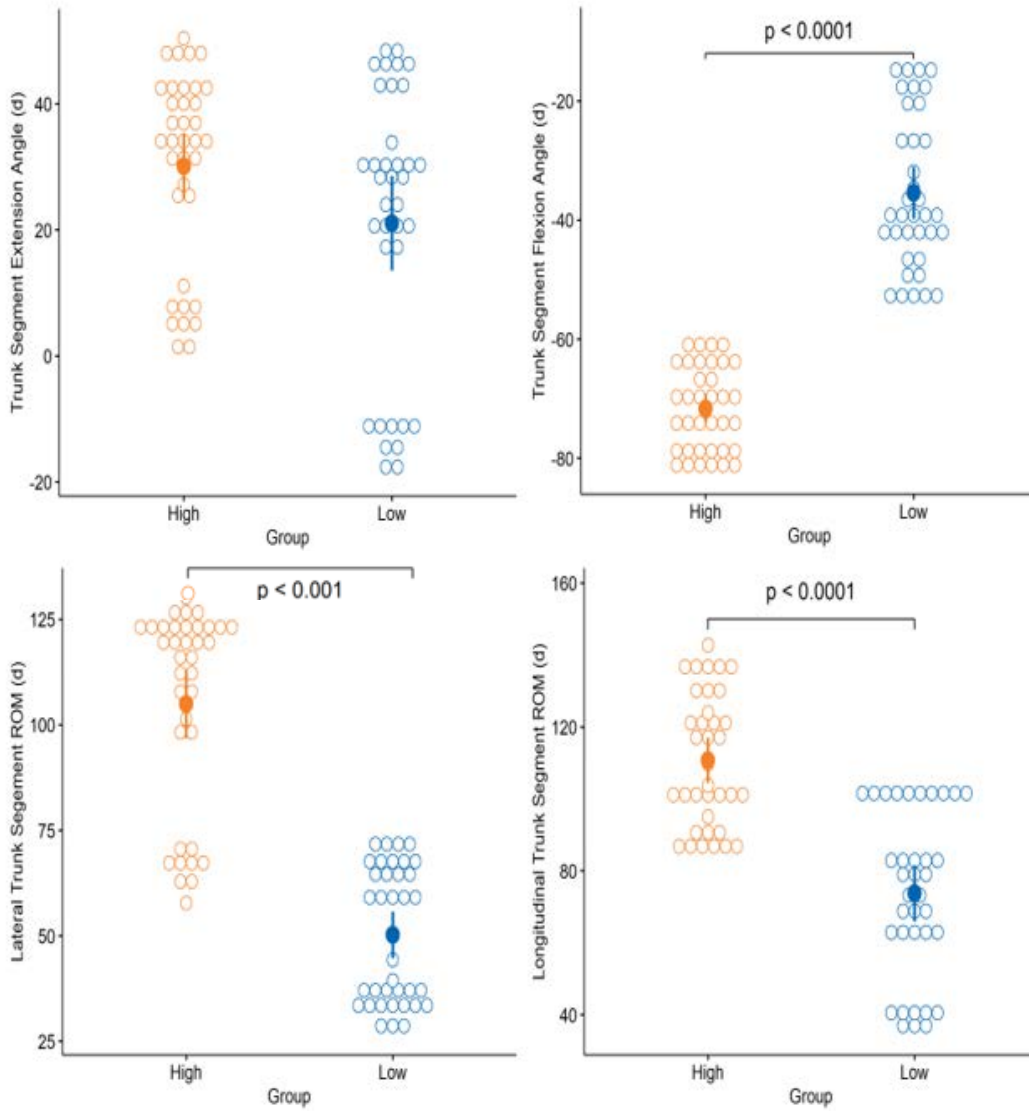 Trunk Segment Extension Angle (d)
40
20
0
-20
High
Low
Group
p < 0.0001
Trunk Segment Flexion Angle (d)
-20
-40
-60
-80
High
Low
Group
p < 0.001
Lateral Trunk Segement ROM (d)
125
100
75
50
25
High
Low
Group
p < 0.0001
Longitudinal Trunk Segment ROM (d)
160
120
80
40
High
Low
Group